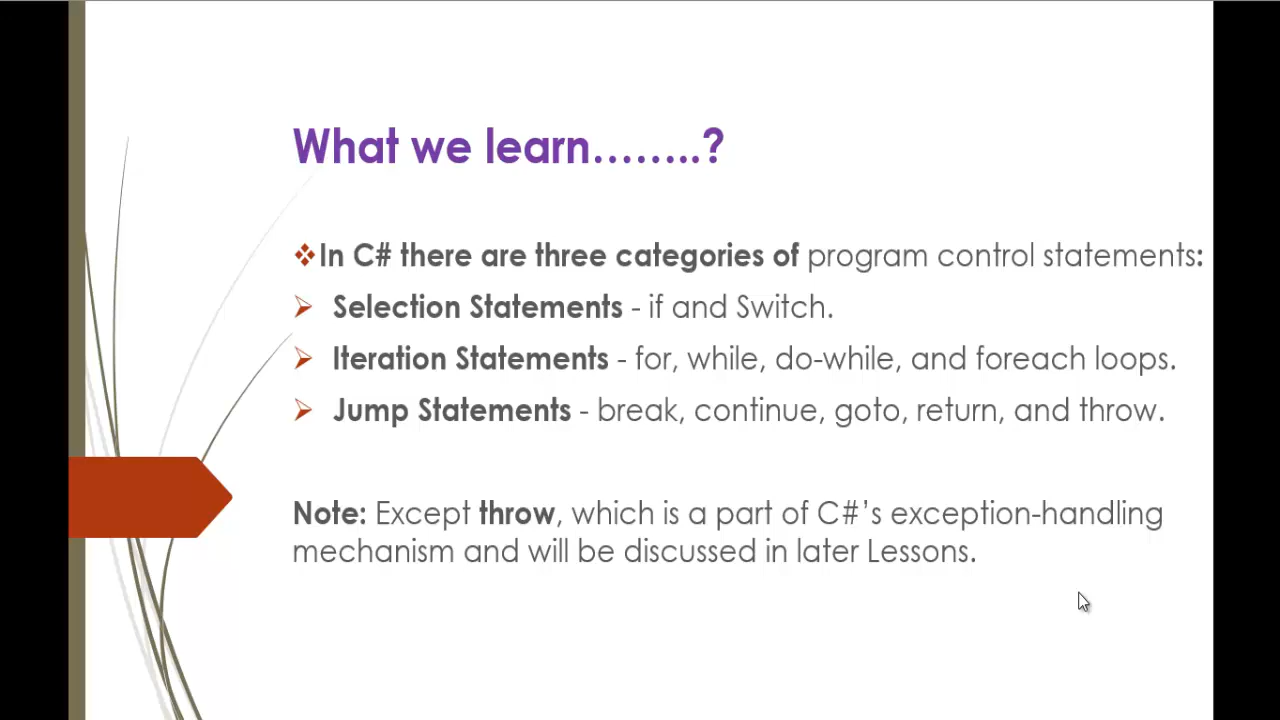 What we learn……..?
In C# there are three categories of program control statements:
Selection Statements - if and Switch.
Iteration Statements - for, while, do-while, and foreach loops.
Jump Statements - break, continue, goto, return, and throw.
Note: Except throw, which is a part of C#’s exception-handling
mechanism and will be discussed in later Lessons.